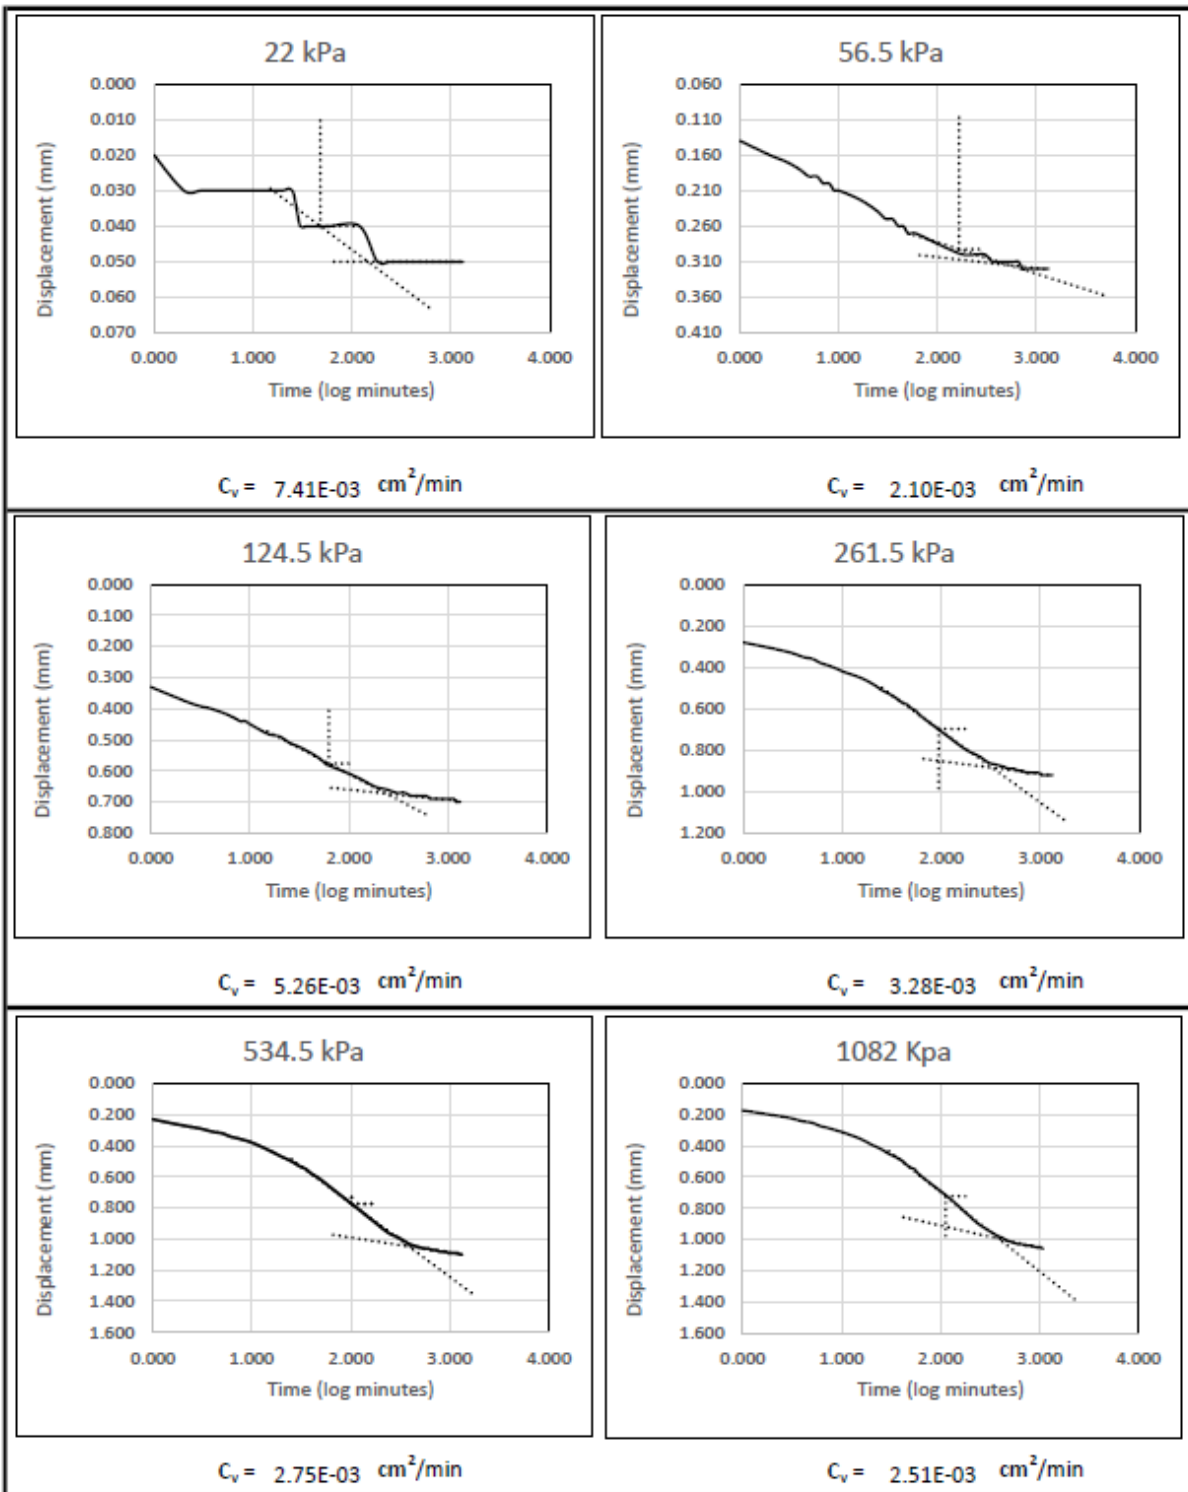 22 kPa
Displacement (mm)
0.000
0.010
0.020
0.030
0.040
0.050
0.060
0.070
0.000 1.000 2.000 3.000 4.000
Time (log minutes)
Cv = 7.41E-03 cm²/min
56.5 kPa
Displacement (mm)
0.060
0.110
0.160
0.210
0.260
0.310
0.360
0.410
0.000 1.000 2.000 3.000 4.000
Time (log minutes)
Cv = 2.10E-03 cm²/min
124.5 kPa
Displacement (mm)
0.000
0.100
0.200
0.300
0.400
0.500
0.600
0.700
0.800
0.000 1.000 2.000 3.000 4.000
Time (log minutes)
Cv = 5.26E-03 cm²/min
261.5 kPa
Displacement (mm)
0.000
0.200
0.400
0.600
0.800
1.000
1.200
0.000 1.000 2.000 3.000 4.000
Time (log minutes)
Cv = 3.28E-03 cm²/min
534.5 kPa
Displacement (mm)
0.000
0.200
0.400
0.600
0.800
1.000
1.200
1.400
1.600
0.000 1.000 2.000 3.000 4.000
Time (log minutes)
Cv = 2.75E-03 cm²/min
1082 Kpa
Displacement (mm)
0.000
0.200
0.400
0.600
0.800
1.000
1.200
1.400
1.600
0.000 1.000 2.000 3.000 4.000
Time (log minutes)
Cv = 2.51E-03 cm²/min